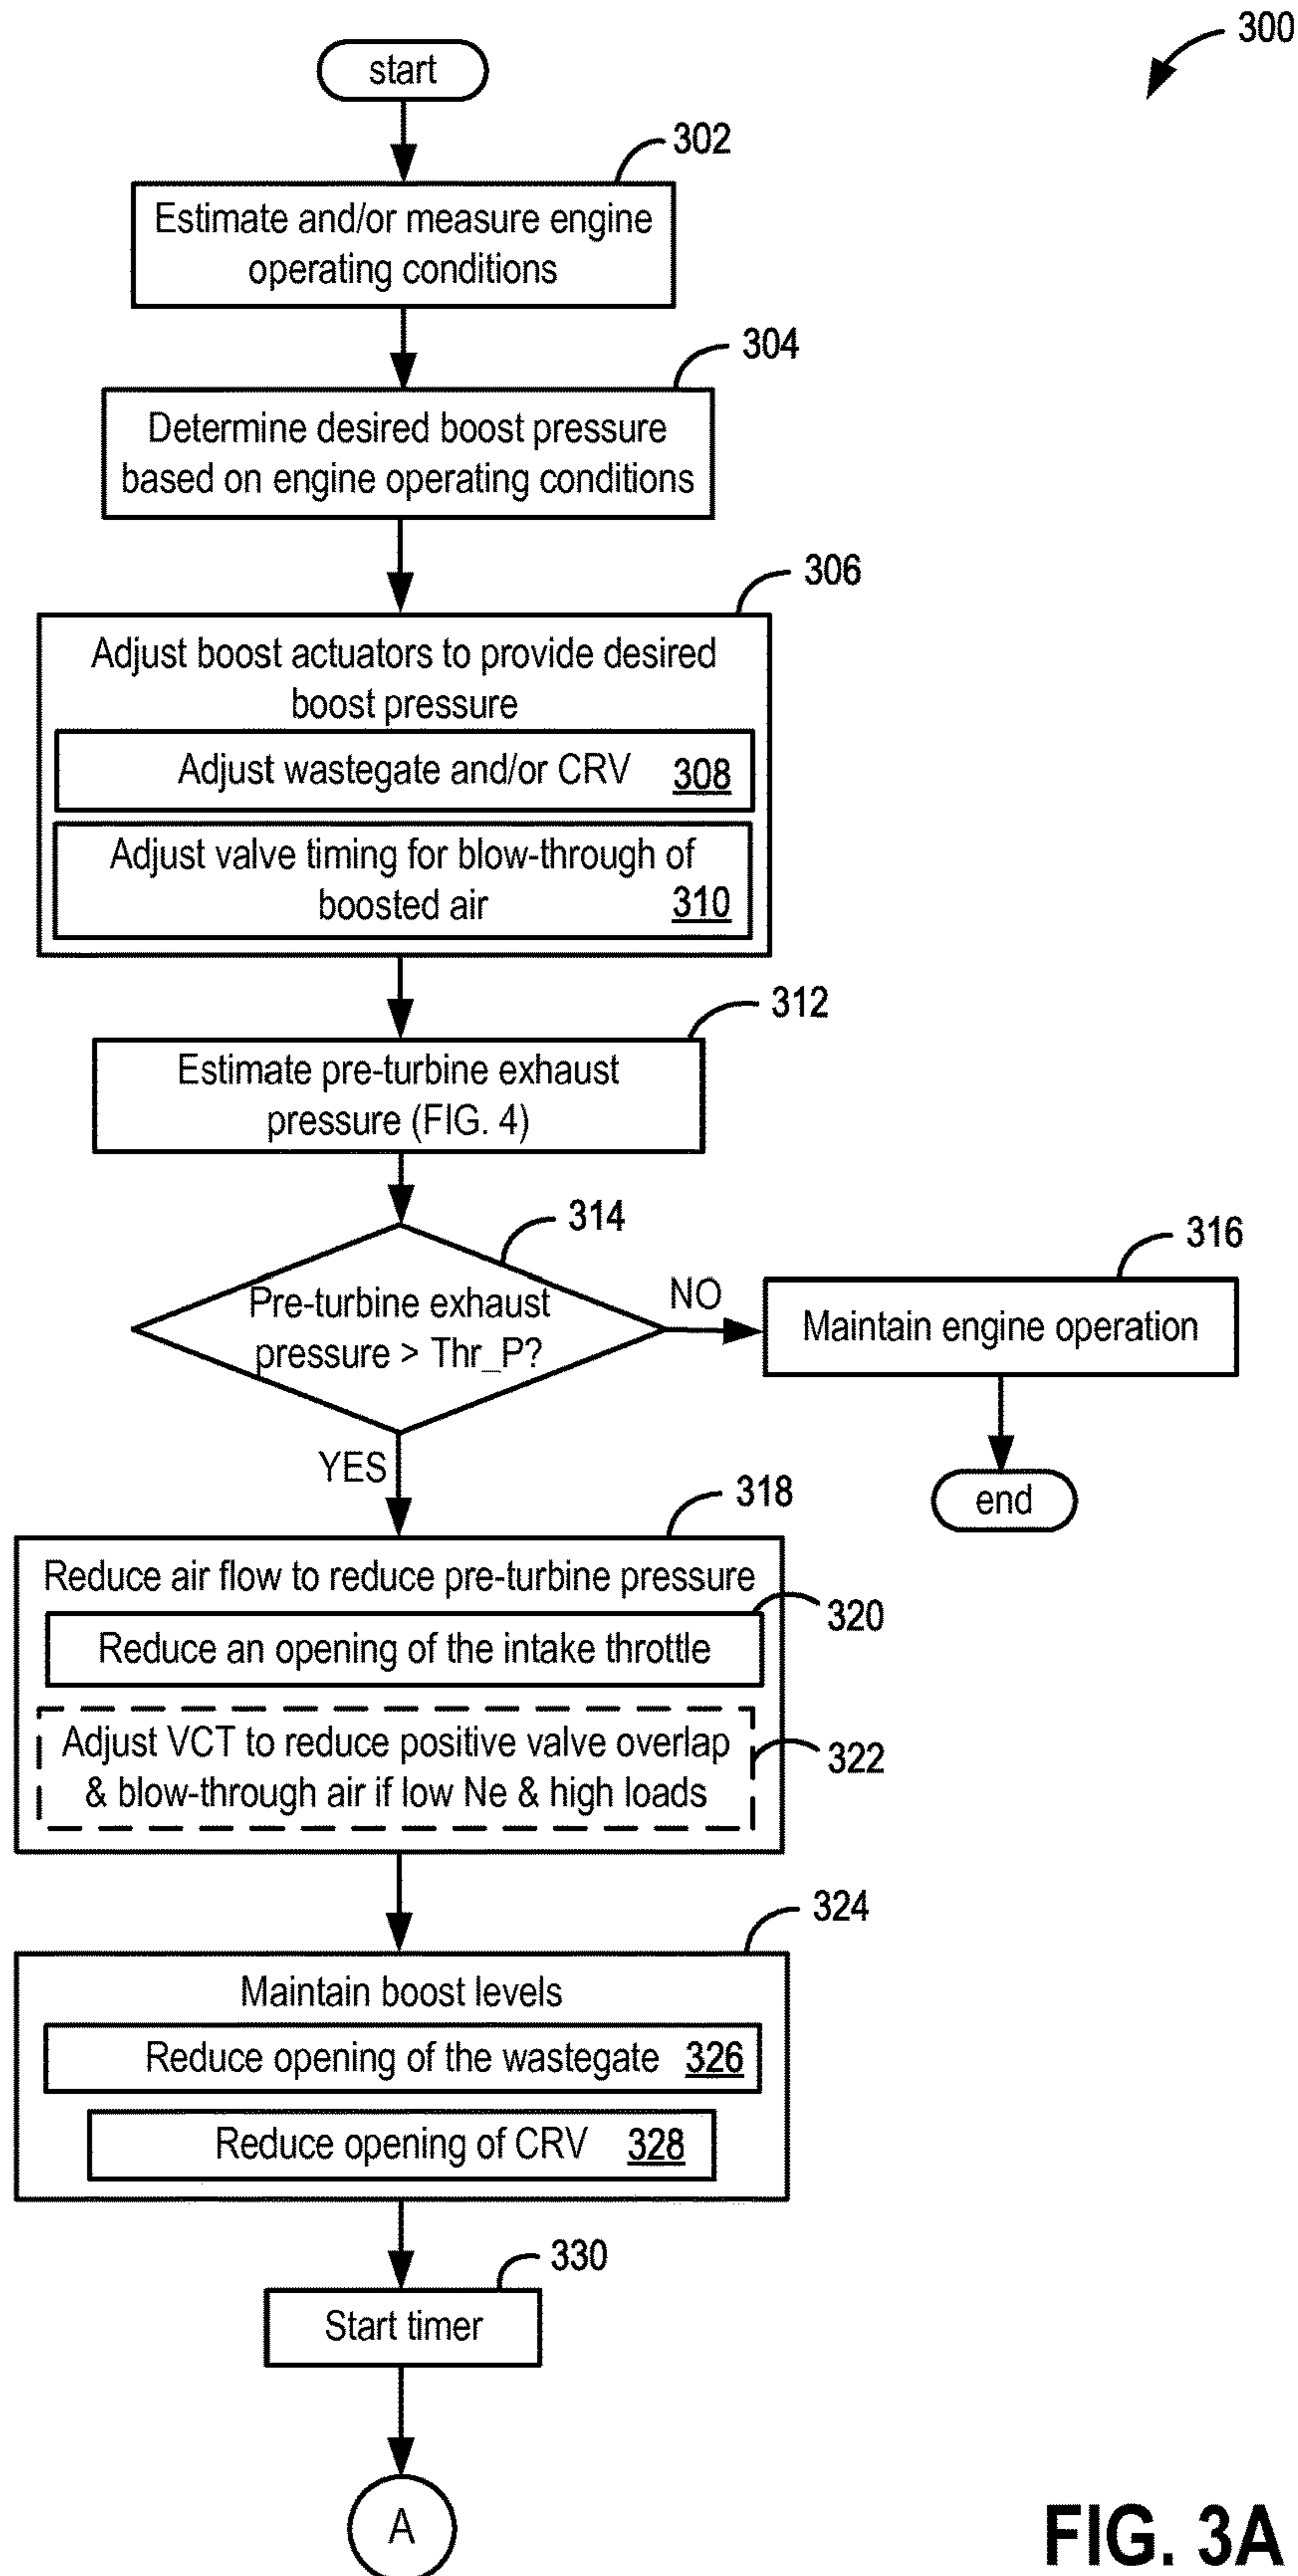 300
start
302
Estimate and/or measure engine
operating conditions
304
Determine desired boost pressure
based on engine operating conditions
306
Adjust boost actuators to provide desired
boost pressure
Adjust wastegate and/or CRV 308
Adjust valve timing for blow-through of
boosted air 310
312
Estimate pre-turbine exhaust
pressure (FIG. 4)
314
Pre-turbine exhaust
pressure > Thr_P?
NO
316
Maintain engine operation
end
YES
318
Reduce air flow to reduce pre-turbine pressure
320
Reduce an opening of the intake throttle
Adjust VCT to reduce positive valve overlap
& blow-through air if low Ne & high loads
322
324
Maintain boost levels
Reduce opening of the wastegate 326
Reduce opening of CRV 328
330
Start timer
A
FIG. 3A